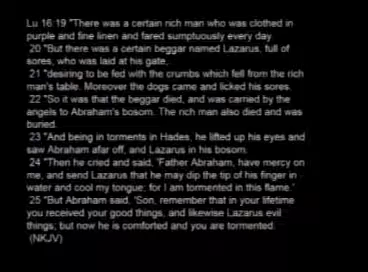 Lu 16:19 "There was a certain rich man who was clothed in
purple and fine linen and fared sumptuously every day.
20 "But there was a certain beggar named Lazarus, full of
sores, who was laid at his gate,
21 "desiring to be fed with the crumbs which fell from the rich
man's table. Moreover the dogs came and licked his sores.
22 "So it was that the beggar died, and was carried by the
angels to Abraham's bosom. The rich man also died and was
buried.
23 "And being in torments in Hades, he lifted up his eyes and
saw Abraham afar off, and Lazarus in his bosom.
24 "Then he cried and said, 'Father Abraham, have mercy on
me, and send Lazarus that he may dip the tip of his finger in
water and cool my tongue; for I am tormented in this flame.'
25 "But Abraham said, 'Son, remember that in your lifetime
you received your good things, and likewise Lazarus evil
things; but now he is comforted and you are tormented.
(NKJV)